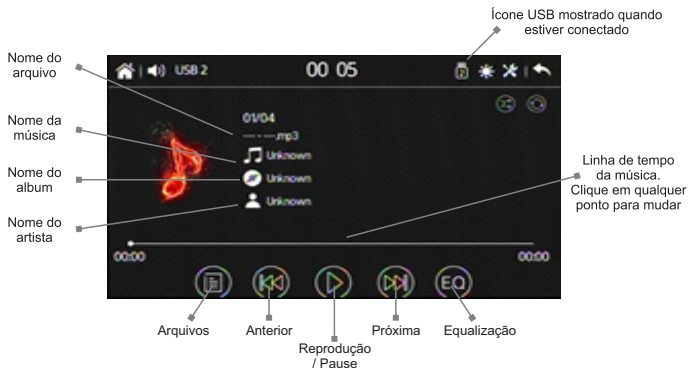 Ícone USB mostrado quando
estiver conectado
Nome do
arquivo
USB 2
00 05
2
01/04
.mp3
Nome da
música
Unknown
Nome do
album
Unknown
Nome do
artista
Unknown
Linha de tempo
da música.
Clique em qualquer
ponto para mudar
00:00
00:00
EQ
Arquivos
Anterior
Reprodução
/ Pause
Próxima
Equalização